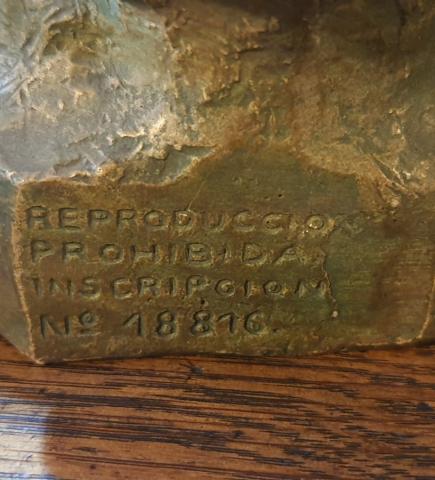 REPRODUCCION
PROHIBIDA
INSCRIPCION
Nº 18816.